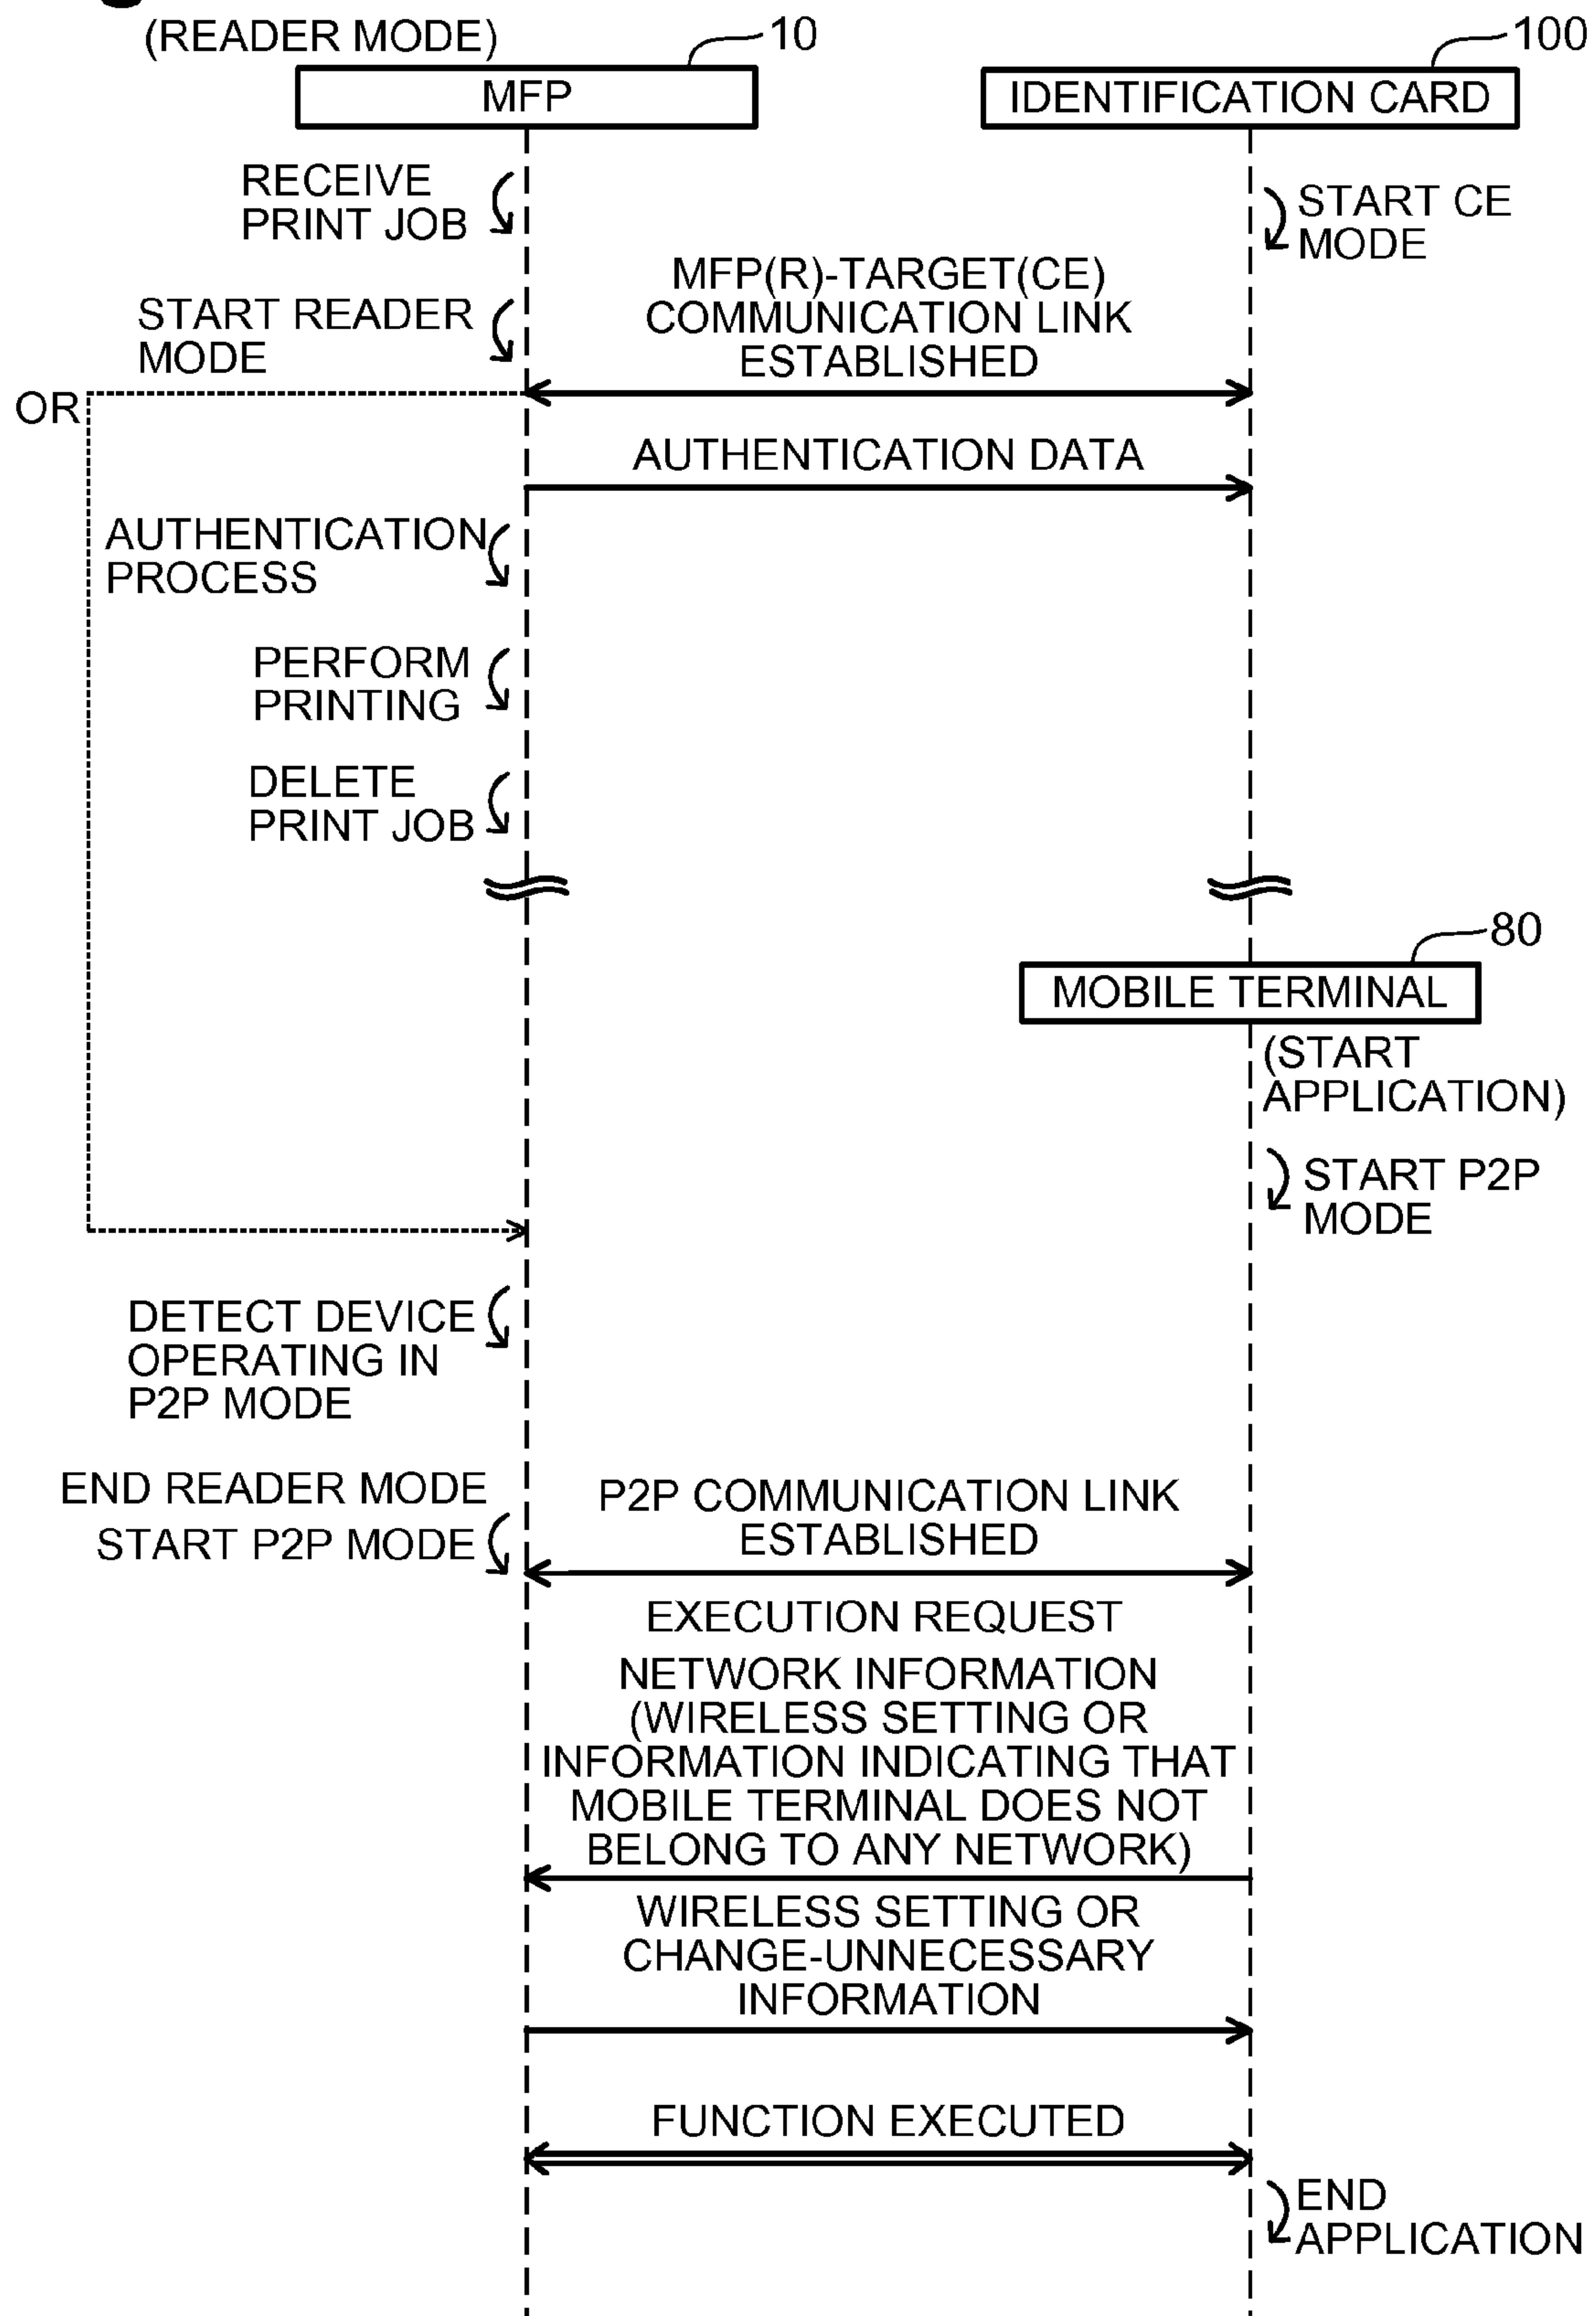 (READER MODE)
10
100
MFP
IDENTIFICATION CARD
RECEIVE
PRINT JOB
START CE
MODE
MFP(R)-TARGET(CE)
COMMUNICATION LINK
ESTABLISHED
START READER
MODE
OR
AUTHENTICATION DATA
AUTHENTICATION
PROCESS
PERFORM
PRINTING
DELETE
PRINT JOB
80
MOBILE TERMINAL
(START
APPLICATION)
START P2P
MODE
DETECT DEVICE
OPERATING IN
P2P MODE
END READER MODE
START P2P MODE
P2P COMMUNICATION LINK
ESTABLISHED
EXECUTION REQUEST
NETWORK INFORMATION
(WIRELESS SETTING OR
INFORMATION INDICATING THAT
MOBILE TERMINAL DOES NOT
BELONG TO ANY NETWORK)
WIRELESS SETTING OR
CHANGE-UNNECESSARY
INFORMATION
FUNCTION EXECUTED
END
APPLICATION